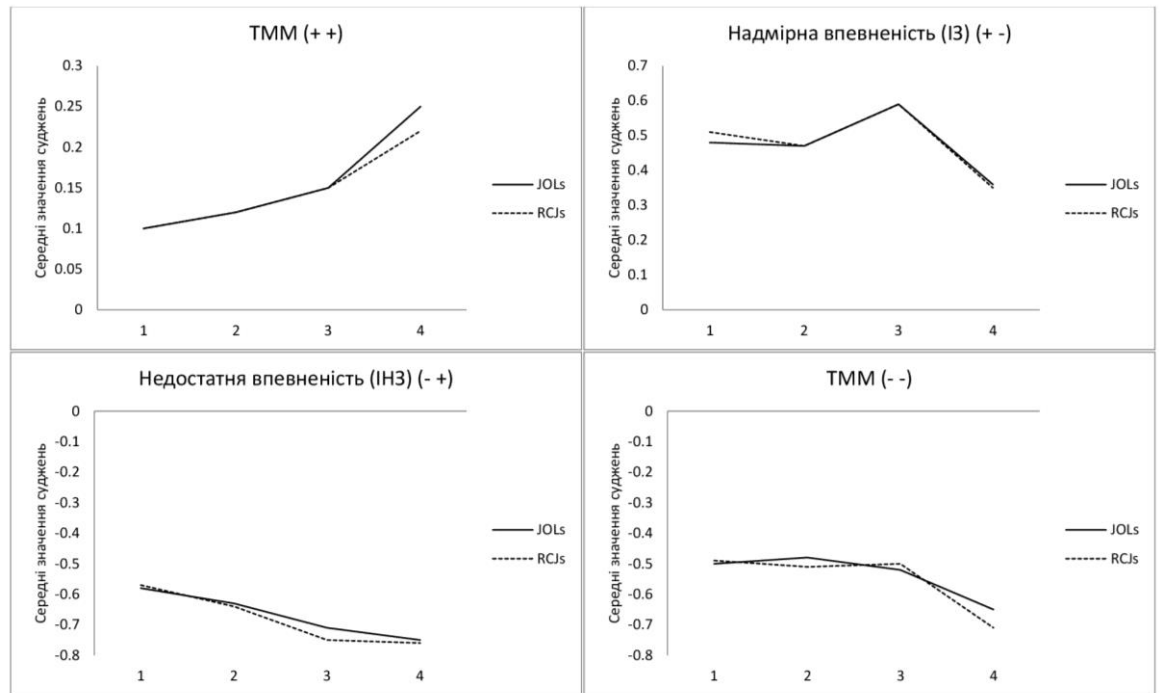 ТММ (+ +)
Середні значення суджень
0.3
0.25
0.2
0.15
0.1
0.05
0
1 2 3 4
JOLs
RCJs
Надмірна впевненість (ІЗ) (+ -)
Середні значення суджень
0.7
0.6
0.5
0.4
0.3
0.2
0.1
0
1 2 3 4
JOLs
RCJs
Недостатня впевненість (ІНЗ) (- +)
Середні значення суджень
0
-0.1
-0.2
-0.3
-0.4
-0.5
-0.6
-0.7
-0.8
1 2 3 4
JOLs
RCJs
ТММ (- -)
Середні значення суджень
0
-0.1
-0.2
-0.3
-0.4
-0.5
-0.6
-0.7
-0.8
1 2 3 4
JOLs
RCJs